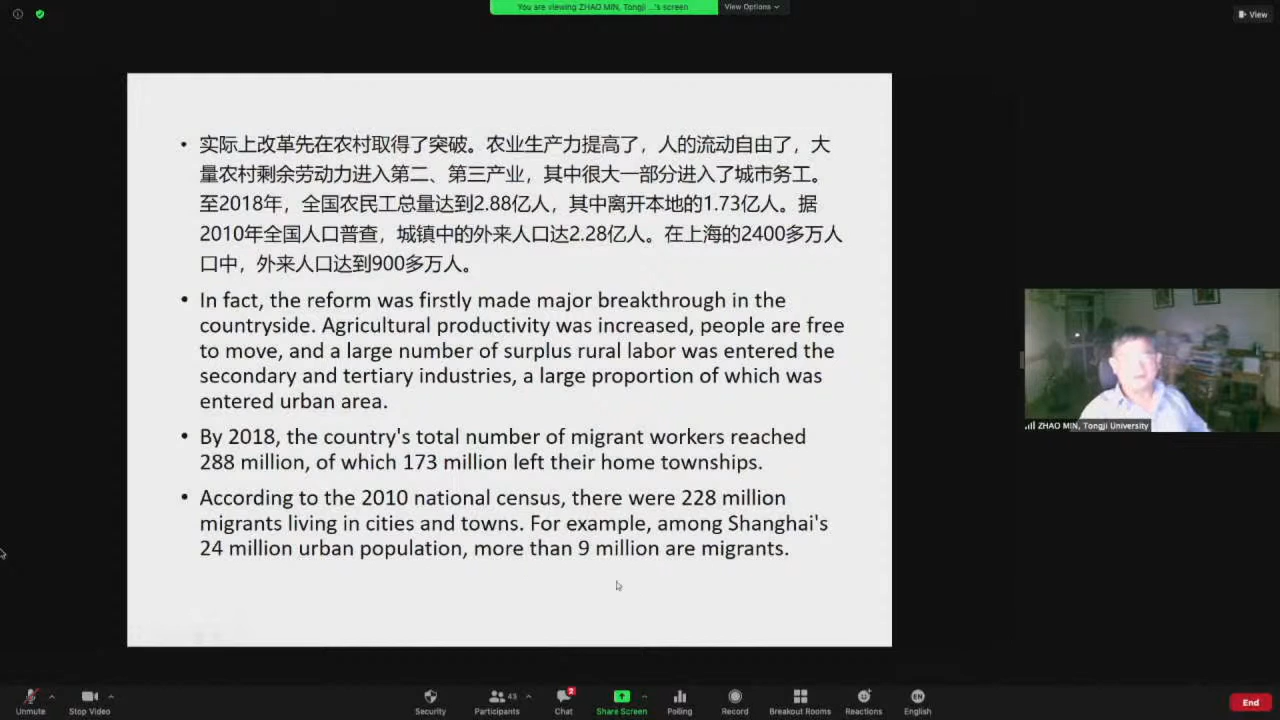 You are viewing ZHAO MIN, Tongji ...'s screen
View Options
View
• 实际上改革先在农村取得了突破。农业生产力提高了，人的流动自由了，大
量农村剩余劳动力进入第二、第三产业，其中很大一部分进入了城市务工。
至2018年，全国农民工总量达到2.88亿人，其中离开本地的1.73亿人。据
2010年全国人口普查，城镇中的外来人口达2.28亿人。在上海的2400多万人
口中，外来人口达到900多万人。
• In fact, the reform was firstly made major breakthrough in the
countryside. Agricultural productivity was increased, people are free
to move, and a large number of surplus rural labor was entered the
secondary and tertiary industries, a large proportion of which was
entered urban area.
• By 2018, the country's total number of migrant workers reached
288 million, of which 173 million left their home townships.
• According to the 2010 national census, there were 228 million
migrants living in cities and towns. For example, among Shanghai's
24 million urban population, more than 9 million are migrants.
ZHAO MIN, Tongji University
Unmute
Stop Video
Security
Participants
43
Chat
2
Share Screen
Polling
Record
Breakout Rooms
Reactions
EN
English
End